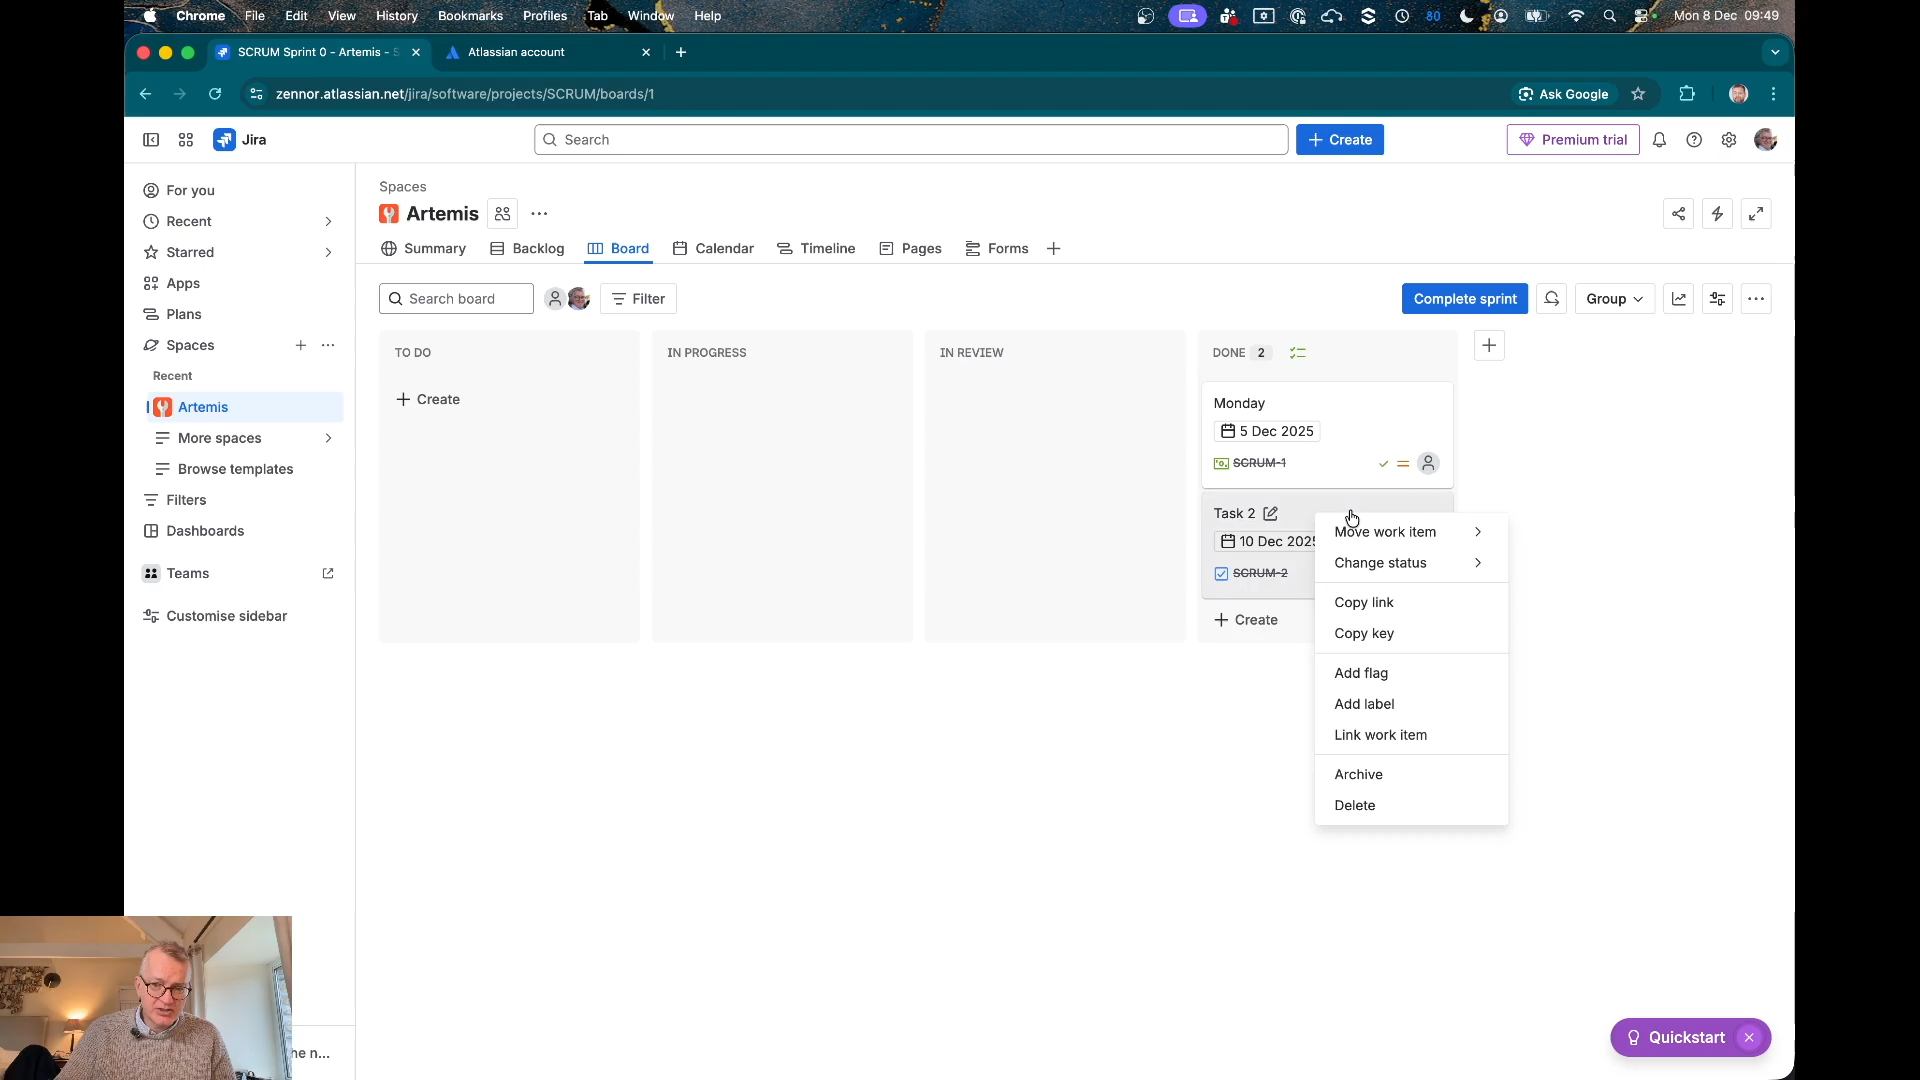 Chrome File Edit View History Bookmarks Profiles Tab Window Help
80
Mon 8 Dec 09:49
SCRUM Sprint 0 - Artemis - S
Atlassian account
zennor.atlassian.net/jira/software/projects/SCRUM/boards/1
Ask Google
Jira
Search
Create
Premium trial
For you
Recent
Starred
Apps
Plans
Spaces
Recent
Artemis
More spaces
Browse templates
Filters
Dashboards
Teams
Customise sidebar
he n...
Spaces
Artemis
Summary Backlog Board Calendar Timeline Pages Forms
Search board
Filter
Complete sprint
Group
TO DO
Create
IN PROGRESS
IN REVIEW
DONE 2
Monday
5 Dec 2025
SCRUM-1
Task 2
10 Dec 2025
SCRUM-2
Create
Move work item
Change status
Copy link
Copy key
Add flag
Add label
Link work item
Archive
Delete
Quickstart